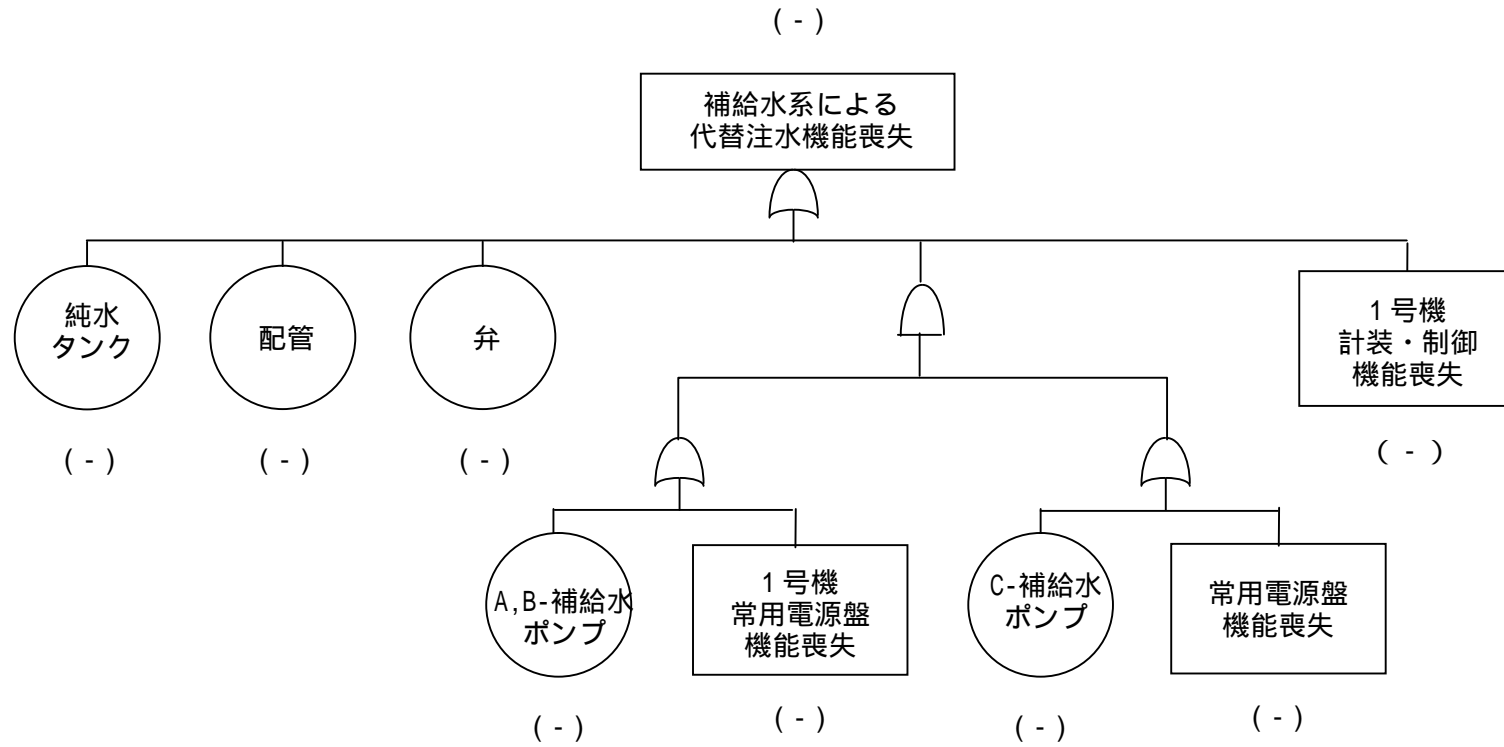 ( - )
補給水系による
代替注水機能喪失
純水
タンク
配管
弁
1号機
計装・制御
機能喪失
( - )
( - )
( - )
( - )
A,B-補給水
ポンプ
1号機
常用電源盤
機能喪失
C-補給水
ポンプ
常用電源盤
機能喪失
( - )
( - )
( - )
( - )